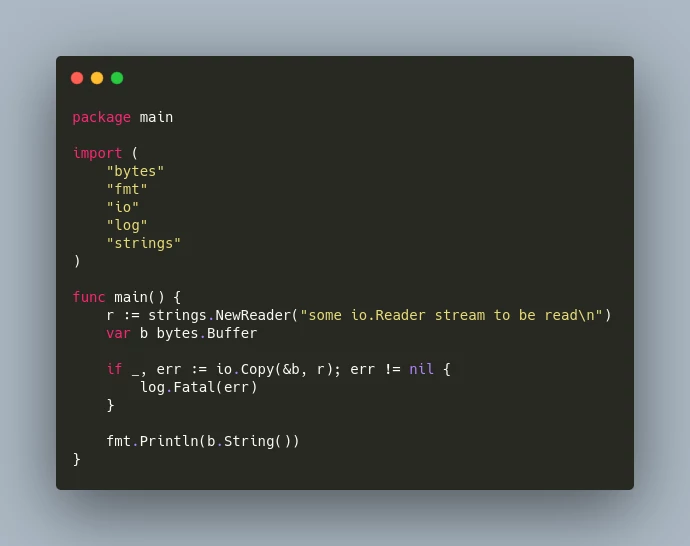 package main

import (
    "bytes"
    "fmt"
    "io"
    "log"
    "strings"
)

func main() {
    r := strings.NewReader("some io.Reader stream to be read\n")
    var b bytes.Buffer

    if _, err := io.Copy(&b, r); err != nil {
        log.Fatal(err)
    }

    fmt.Println(b.String())
}